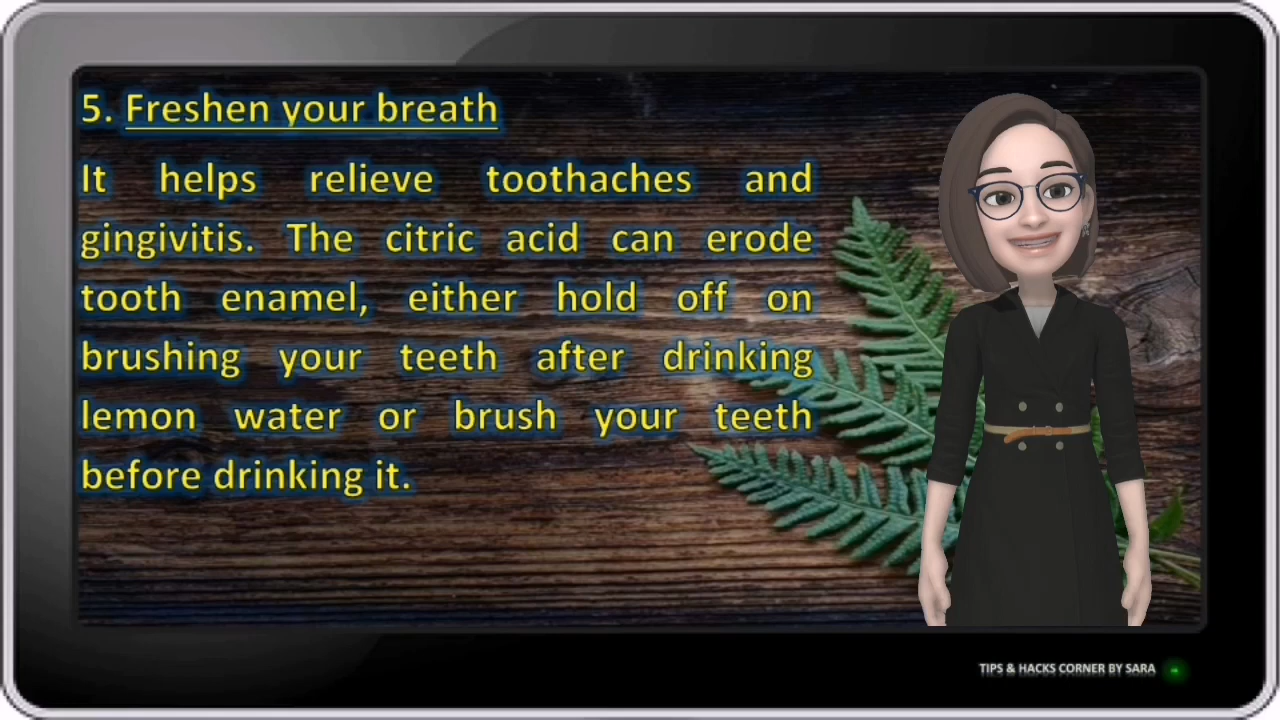 5. Freshen your breath
It helps relieve toothaches and
gingivitis. The citric acid can erode
tooth enamel, either hold off on
brushing your teeth after drinking
lemon water or brush your teeth
before drinking it.
TIPS & HACKS CORNER BY SARA